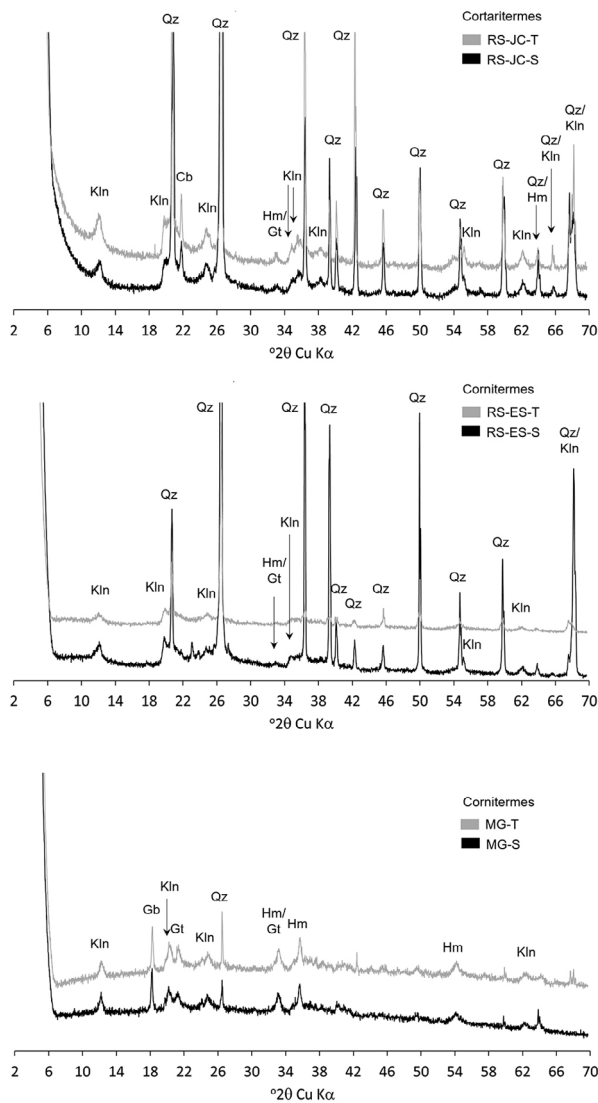 Cortaritermes
RS-JC-T
RS-JC-S
Qz
Qz
Qz
Qz
Kln
Kln
Cb
Kln
Hm/
Gt
Kln
Kln
Qz
Qz
Qz
Qz
Kln
Qz
Kln
Qz/
Hm
Qz/
Kln
Qz/
Kln
2 6 10 14 18 22 26 30 34 38 42 46 50 54 58 62 66 70
º2θ Cu Kα
Cornitermes
RS-ES-T
RS-ES-S
Kln
Kln
Qz
Kln
Qz
Hm/
Gt
Kln
Qz
Qz
Qz
Qz
Qz
Qz
Qz
Kln
Qz
Kln
Qz/
Kln
2 6 10 14 18 22 26 30 34 38 42 46 50 54 58 62 66 70
º2θ Cu Kα
Cornitermes
MG-T
MG-S
Kln
Gb
Kln
Gt
Kln
Qz
Hm/
Gt
Hm
Hm
Kln
2 6 10 14 18 22 26 30 34 38 42 46 50 54 58 62 66 70
º2θ Cu Kα